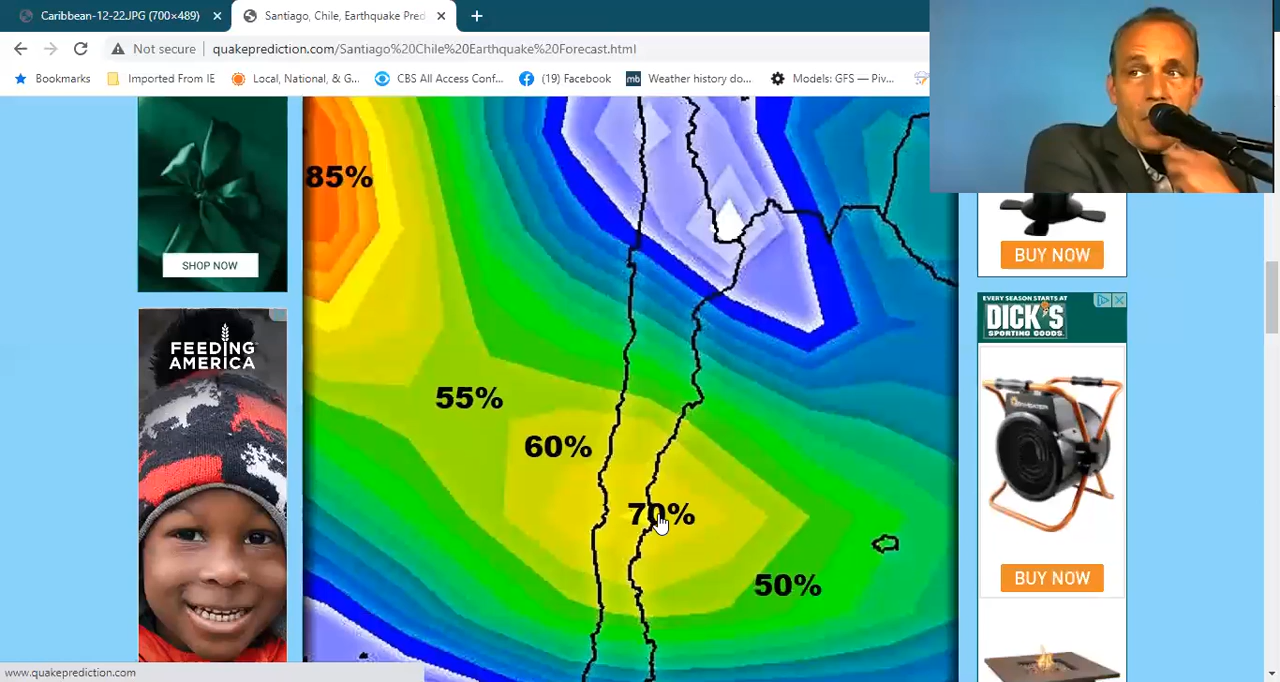 Caribbean-12-22.JPG (700×489)
Santiago, Chile, Earthquake Pred
Not secure
quakeprediction.com/Santiago%20Chile%20Earthquake%20Forecast.html
Bookmarks
Imported From IE
Local, National, & G...
CBS All Access Conf...
(19) Facebook
mb
Weather history do...
Models: GFS — Piv...
85%
SHOP NOW
FEEDING
AMERICA
55%
60%
70%
50%
BUY NOW
EVERY SEASON STARTS AT
DICK'S
SPORTING GOODS.
BUY NOW
www.quakeprediction.com